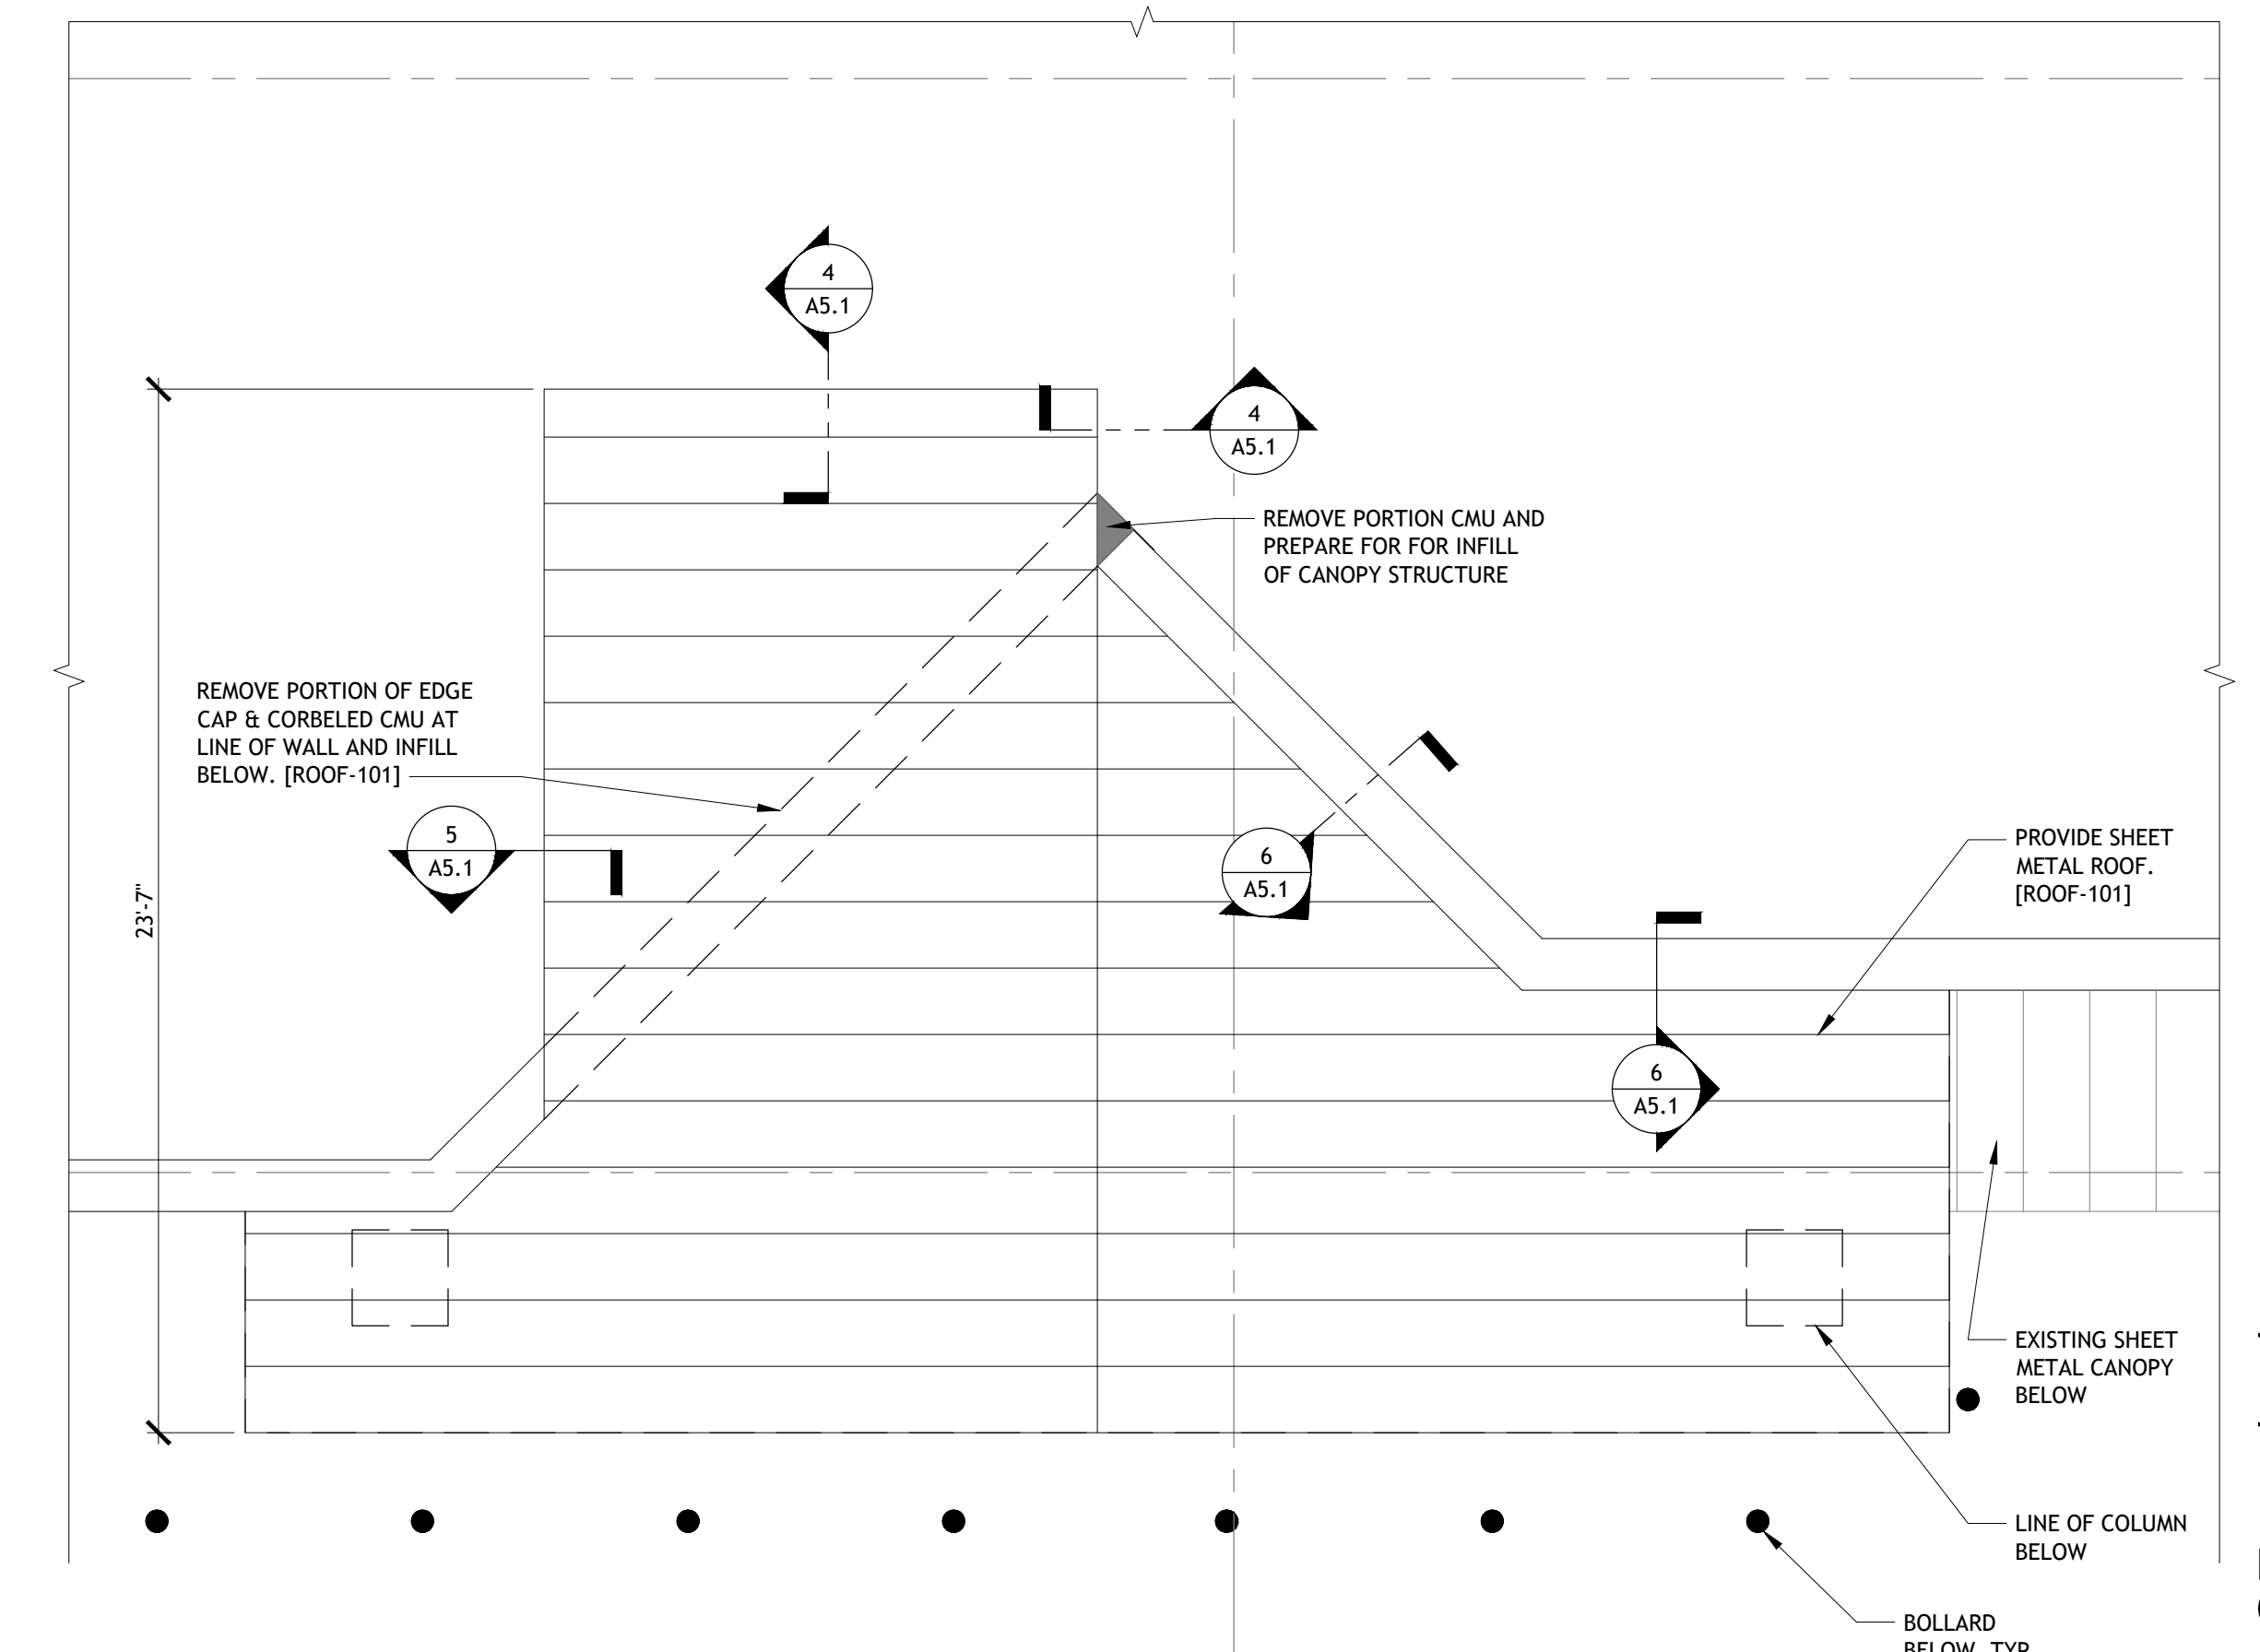 4
A5.1
4
A5.1
REMOVE PORTION CMU AND
PREPARE FOR FOR INFILL
OF CANOPY STRUCTURE
REMOVE PORTION OF EDGE
CAP & CORBELED CMU AT
LINE OF WALL AND INFILL
BELOW. [ROOF-101]
5
A5.1
6
A5.1
PROVIDE SHEET
METAL ROOF.
[ROOF-101]
23'-7"
6
A5.1
EXISTING SHEET
METAL CANOPY
BELOW
LINE OF COLUMN
BELOW
BOLLARD
BELOW, TYP.